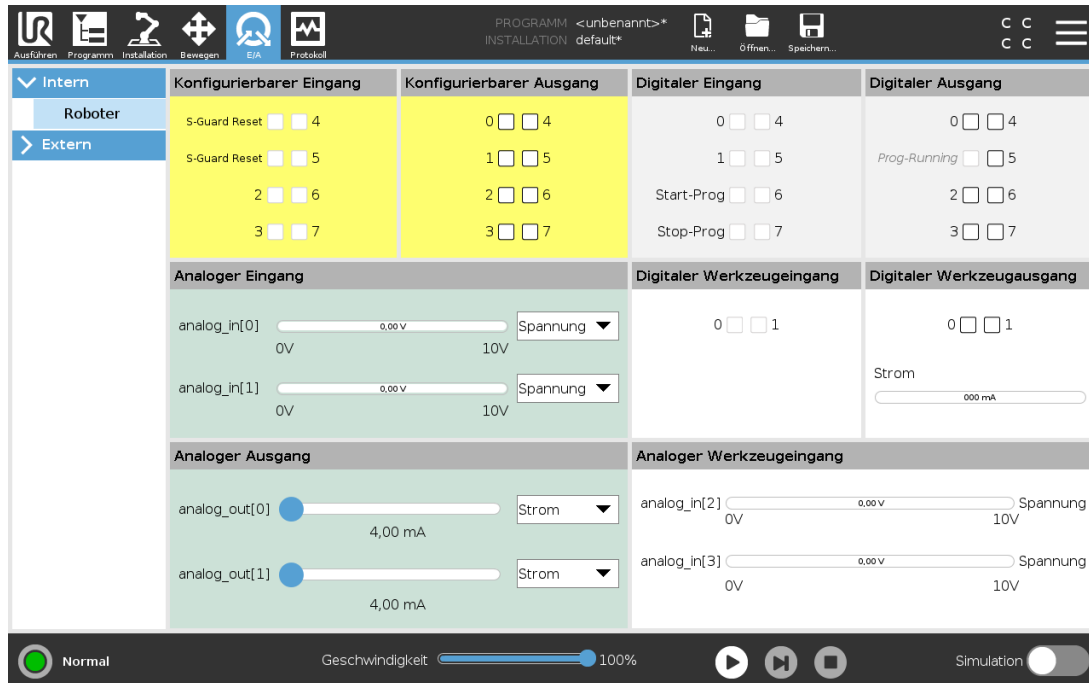 UR
PROGRAMM <unbenannt>*
INSTALLATION default*
Ausführen Programm Installation Bewegen E/A Protokoll
Neu... Öffnen... Speichern...
C C
C C
Intern
Roboter
Extern
Konfigurierbarer Eingang
S-Guard Reset 4
S-Guard Reset 5
2 6
3 7
Konfigurierbarer Ausgang
0 4
1 5
2 6
3 7
Digitaler Eingang
0 4
1 5
Start-Prog 6
Stop-Prog 7
Digitaler Ausgang
0 4
Prog-Running 5
2 6
3 7
Analoger Eingang
analog_in[0] 0,00 V Spannung
0V 10V
analog_in[1] 0,00 V Spannung
0V 10V
Digitaler Werkzeugeingang
0 1
Digitaler Werkzeugausgang
0 1
Strom
000 mA
Analoger Ausgang
analog_out[0] Strom
4,00 mA
analog_out[1] Strom
4,00 mA
Analoger Werkzeugeingang
analog_in[2] 0,00 V Spannung
0V 10V
analog_in[3] 0,00 V Spannung
0V 10V
Normal Geschwindigkeit 100% Simulation